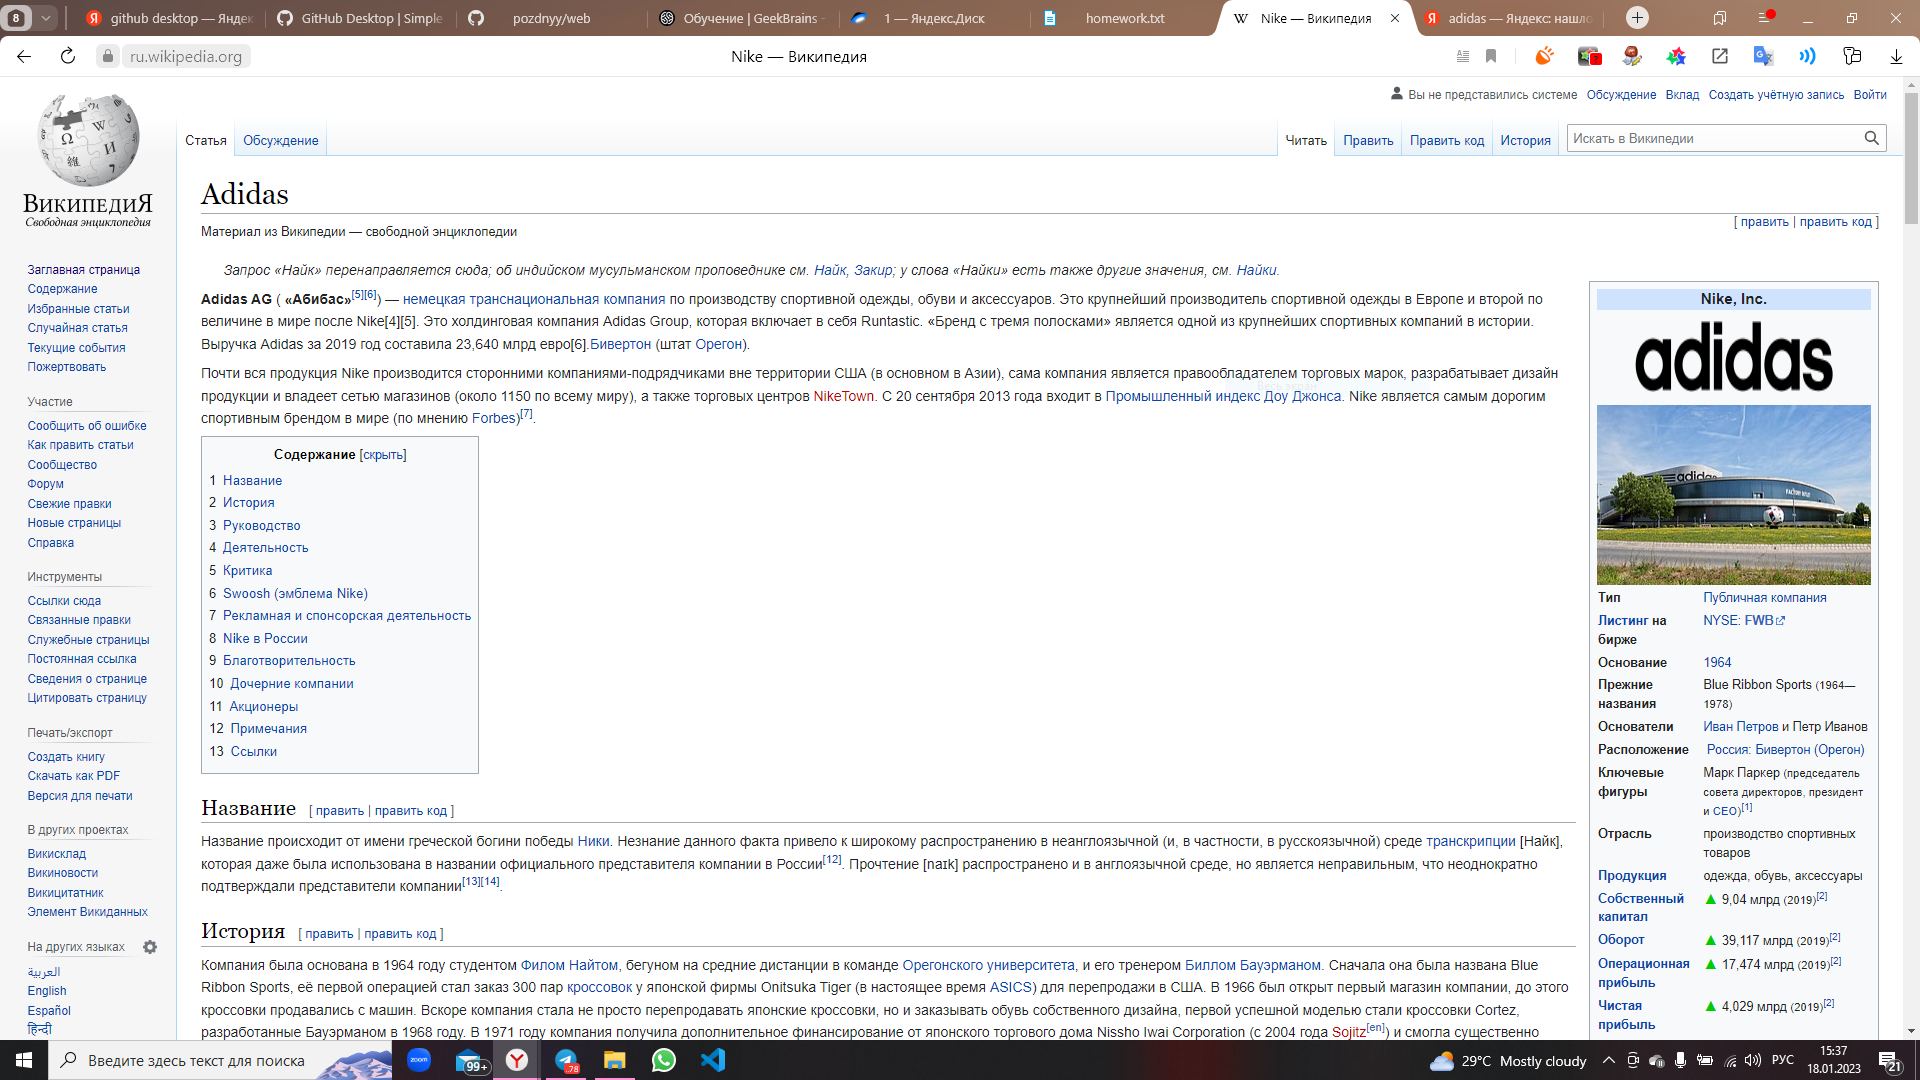 8
github desktop — Яндек
GitHub Desktop | Simple
pozdnyy/web
Обучение | GeekBrains -
1 — Яндекс.Диск
homework.txt
Nike — Википедия
adidas — Яндекс: нашло
ru.wikipedia.org
Nike — Википедия
Вы не представились системе Обсуждение Вклад Создать учётную запись Войти
Статья Обсуждение
Читать Править Править код История
Искать в Википедии
ВикипедиЯ
Свободная энциклопедия
Заглавная страница
Содержание
Избранные статьи
Случайная статья
Текущие события
Пожертвовать
Участие
Сообщить об ошибке
Как править статьи
Сообщество
Форум
Свежие правки
Новые страницы
Справка
Инструменты
Ссылки сюда
Связанные правки
Служебные страницы
Постоянная ссылка
Сведения о странице
Цитировать страницу
Печать/экспорт
Создать книгу
Скачать как PDF
Версия для печати
В других проектах
Викисклад
Викиновости
Викицитатник
Элемент Викиданных
На других языках
العربية
English
Español
हिन्दी
Adidas
[ править | править код ]
Материал из Википедии — свободной энциклопедии
Запрос «Найк» перенаправляется сюда; об индийском мусульманском проповеднике см. Найк, Закир; у слова «Найки» есть также другие значения, см. Найки.
Adidas AG ( «Абибас»[5][6]) — немецкая транснациональная компания по производству спортивной одежды, обуви и аксессуаров. Это крупнейший производитель спортивной одежды в Европе и второй по
величине в мире после Nike[4][5]. Это холдинговая компания Adidas Group, которая включает в себя Runtastic. «Бренд с тремя полосками» является одной из крупнейших спортивных компаний в истории.
Выручка Adidas за 2019 год составила 23,640 млрд евро[6].Бивертон (штат Орегон).
Почти вся продукция Nike производится сторонними компаниями-подрядчиками вне территории США (в основном в Азии), сама компания является правообладателем торговых марок, разрабатывает дизайн
продукции и владеет сетью магазинов (около 1150 по всему миру), а также торговых центров NikeTown. С 20 сентября 2013 года входит в Промышленный индекс Доу Джонса. Nike является самым дорогим
спортивным брендом в мире (по мнению Forbes)[7].
Содержание [скрыть]
1 Название
2 История
3 Руководство
4 Деятельность
5 Критика
6 Swoosh (эмблема Nike)
7 Рекламная и спонсорская деятельность
8 Nike в России
9 Благотворительность
10 Дочерние компании
11 Акционеры
12 Примечания
13 Ссылки
Название [ править | править код ]
Название происходит от имени греческой богини победы Ники. Незнание данного факта привело к широкому распространению в неанглоязычной (и, в частности, в русскоязычной) среде транскрипции [Найк],
которая даже была использована в названии официального представителя компании в России[12]. Прочтение [naɪk] распространено и в англоязычной среде, но является неправильным, что неоднократно
подтверждали представители компании[13][14].
История [ править | править код ]
Компания была основана в 1964 году студентом Филом Найтом, бегуном на средние дистанции в команде Орегонского университета, и его тренером Биллом Бауэрманом. Сначала она была названа Blue
Ribbon Sports, её первой операцией стал заказ 300 пар кроссовок у японской фирмы Onitsuka Tiger (в настоящее время ASICS) для перепродажи в США. В 1966 был открыт первый магазин компании, до этого
кроссовки продавались с машин. Вскоре компания стала не просто перепродавать японские кроссовки, но и заказывать обувь собственного дизайна, первой успешной моделью стали кроссовки Cortez,
разработанные Бауэрманом в 1968 году. В 1971 году компания получила дополнительное финансирование от японского торгового дома Nissho Iwai Corporation (с 2004 года Sojitz[en]) и смогла существенно
Nike, Inc.
adidas
adidas
FACTORY OUTLET
Тип Публичная компания
Листинг на бирже NYSE: FWB
Основание 1964
Прежние названия Blue Ribbon Sports (1964—1978)
Основатели Иван Петров и Петр Иванов
Расположение Россия: Бивертон (Орегон)
Ключевые фигуры Марк Паркер (председатель совета директоров, президент и CEO)[1]
Отрасль производство спортивных товаров
Продукция одежда, обувь, аксессуары
Собственный капитал ▲ 9,04 млрд (2019)[2]
Оборот ▲ 39,117 млрд (2019)[2]
Операционная прибыль ▲ 17,474 млрд (2019)[2]
Чистая прибыль ▲ 4,029 млрд (2019)[2]
Введите здесь текст для поиска
zoom
99+
.78
29°C Mostly cloudy
РУС
15:37
18.01.2023
21